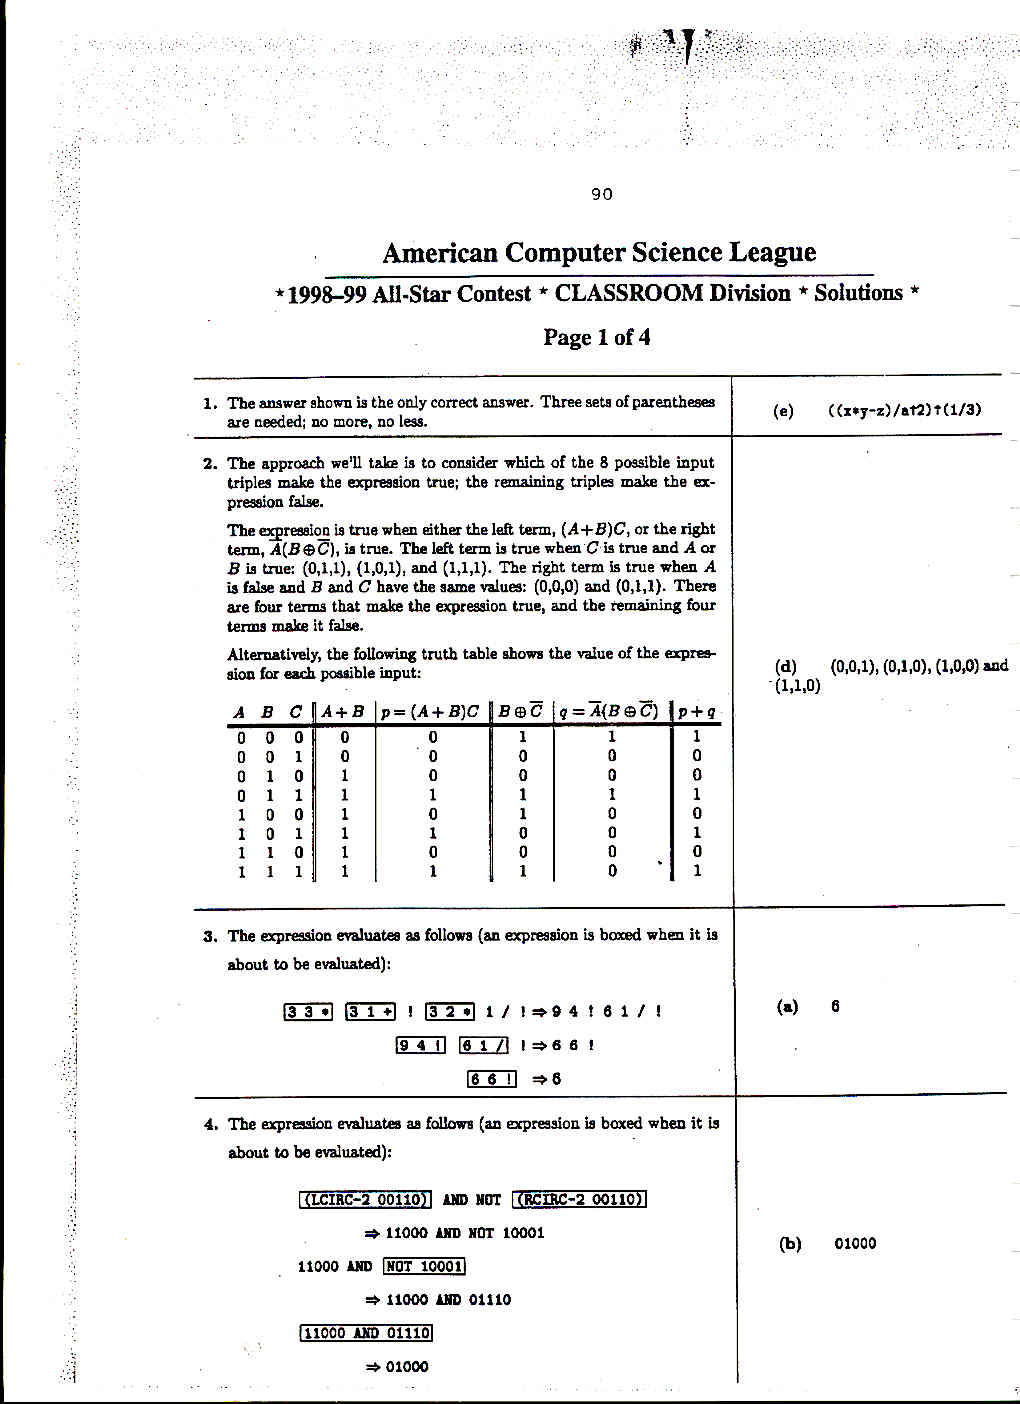 90
American Computer Science League
*1998–99 All-Star Contest * CLASSROOM Division * Solutions *
Page 1 of 4
1. The answer shown is the only correct answer. Three sets of parentheses
are needed; no more, no less.
(e) ((x*y-z)/a↑2)↑(1/3)
2. The approach we'll take is to consider which of the 8 possible input
triples make the expression true; the remaining triples make the ex-
pression false.
The expression is true when either the left term, (A+B)C, or the right
term, A̅(B⊕C̅), is true. The left term is true when C is true and A or
B is true: (0,1,1), (1,0,1), and (1,1,1). The right term is true when A
is false and B and C have the same values: (0,0,0) and (0,1,1). There
are four terms that make the expression true, and the remaining four
terms make it false.
Alternatively, the following truth table shows the value of the expres-
sion for each possible input:
(d) (0,0,1), (0,1,0), (1,0,0) and
(1,1,0)
A B C A+B p=(A+B)C B⊕C̅ q=A̅(B⊕C̅) p+q
0 0 0 0 0 1 1 1
0 0 1 0 0 0 0 0
0 1 0 1 0 0 0 0
0 1 1 1 1 1 1 1
1 0 0 1 0 1 0 0
1 0 1 1 1 0 0 1
1 1 0 1 0 0 0 0
1 1 1 1 1 1 0 1
3. The expression evaluates as follows (an expression is boxed when it is
about to be evaluated):
3 3 * 3 1 + ! 3 2 * 1 / ! ⇒ 9 4 ! 6 1 / !
9 4 ! 6 1 / ! ⇒ 6 6 !
6 6 ! ⇒ 6
(a) 6
4. The expression evaluates as follows (an expression is boxed when it is
about to be evaluated):
(LCIRC-2 00110) AND NOT (RCIRC-2 00110)
⇒ 11000 AND NOT 10001
11000 AND NOT 10001
⇒ 11000 AND 01110
11000 AND 01110
⇒ 01000
(b) 01000